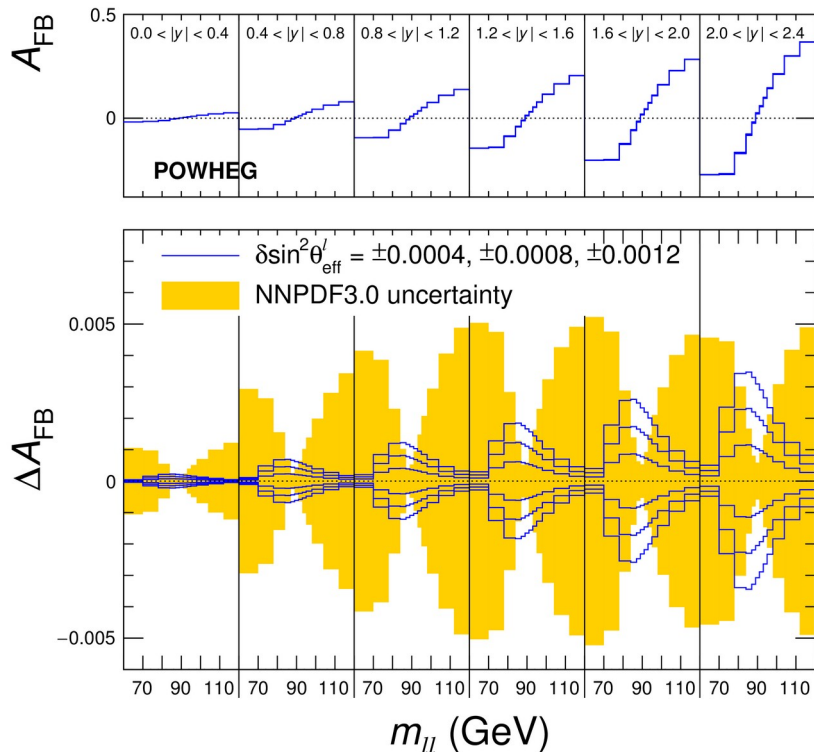 A_FB
0.5
0
0.0 < |y| < 0.4
0.4 < |y| < 0.8
0.8 < |y| < 1.2
1.2 < |y| < 1.6
1.6 < |y| < 2.0
2.0 < |y| < 2.4
POWHEG
δsin²θ^l_eff = ±0.0004, ±0.0008, ±0.0012
NNPDF3.0 uncertainty
ΔA_FB
0.005
0
−0.005
70 90 110 70 90 110 70 90 110 70 90 110 70 90 110 70 90 110
m_ll (GeV)